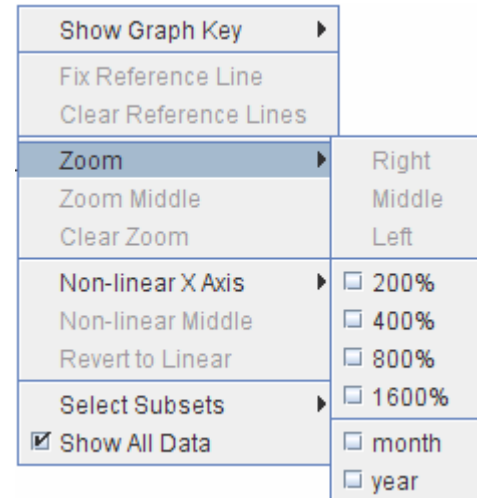 Show Graph Key
Fix Reference Line
Clear Reference Lines
Zoom
Zoom Middle
Clear Zoom
Non-linear X Axis
Non-linear Middle
Revert to Linear
Select Subsets
Show All Data
Right
Middle
Left
200%
400%
800%
1600%
month
year